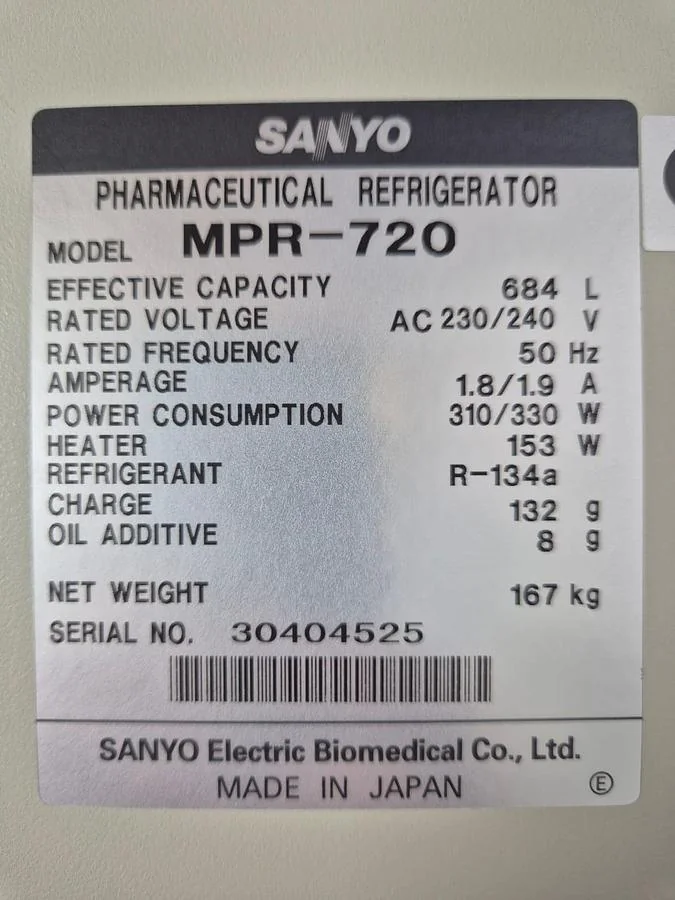 SANYO
PHARMACEUTICAL REFRIGERATOR
MODEL MPR-720
EFFECTIVE CAPACITY 684 L
RATED VOLTAGE AC 230/240 V
RATED FREQUENCY 50 Hz
AMPERAGE 1.8/1.9 A
POWER CONSUMPTION 310/330 W
HEATER 153 W
REFRIGERANT R-134a
CHARGE 132 g
OIL ADDITIVE 8 g
NET WEIGHT 167 kg
SERIAL NO. 30404525
SANYO Electric Biomedical Co., Ltd.
MADE IN JAPAN Ⓔ